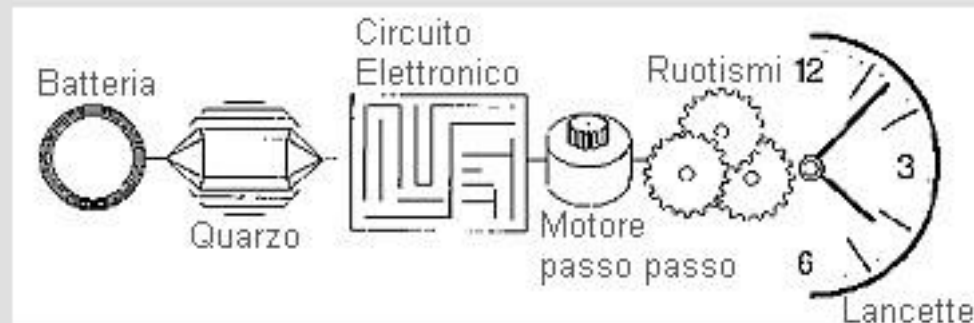 Batteria
Quarzo
Circuito
Elettronico
Motore
passo passo
Ruotismi
12
3
6
Lancette